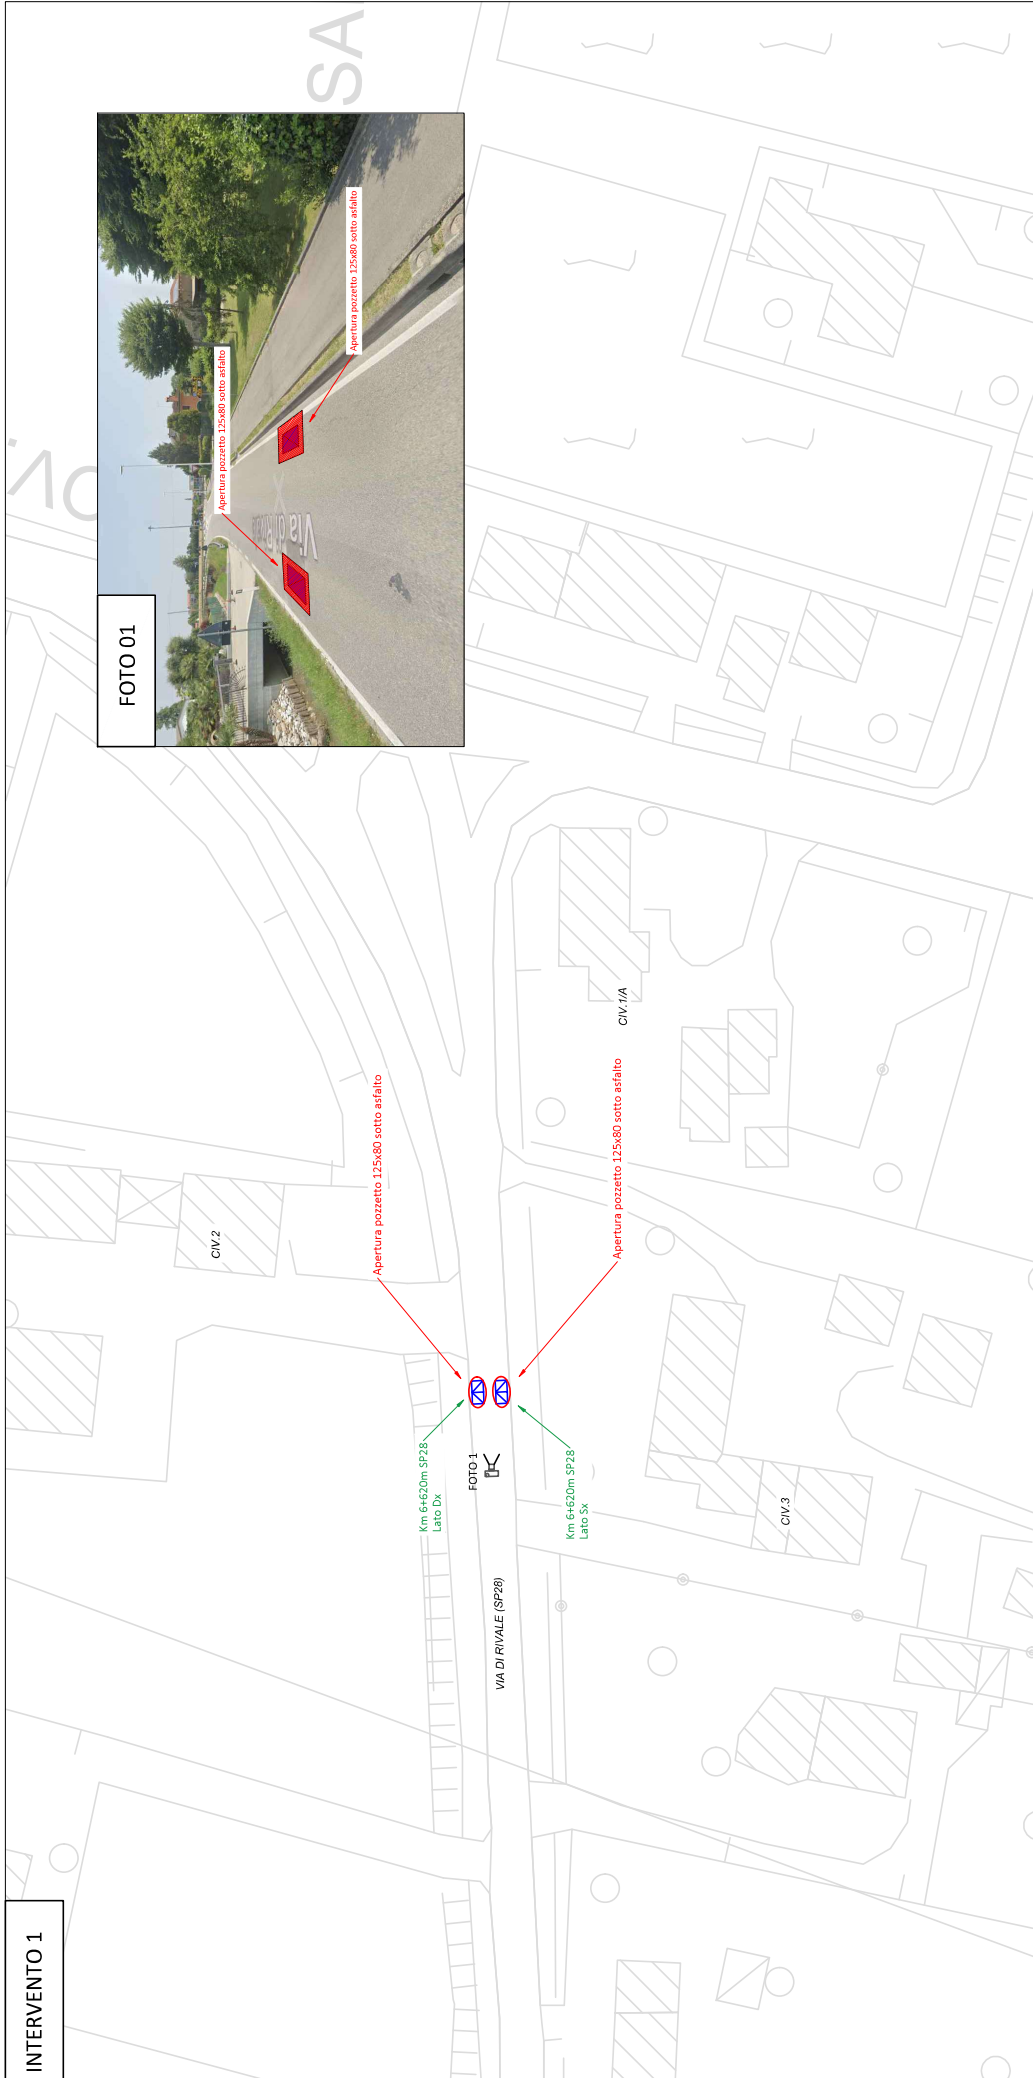 INTERVENTO 1
FOTO 01
Apertura pozzetto 125x80 sotto asfalto
Apertura pozzetto 125x80 sotto asfalto
Via di Rivale
SA
CIV.2
Apertura pozzetto 125x80 sotto asfalto
Km 6+620m SP28
Lato Dx
FOTO 1
VIA DI RIVALE (SP28)
Km 6+620m SP28
Lato Sx
Apertura pozzetto 125x80 sotto asfalto
CIV.1/A
CIV.3